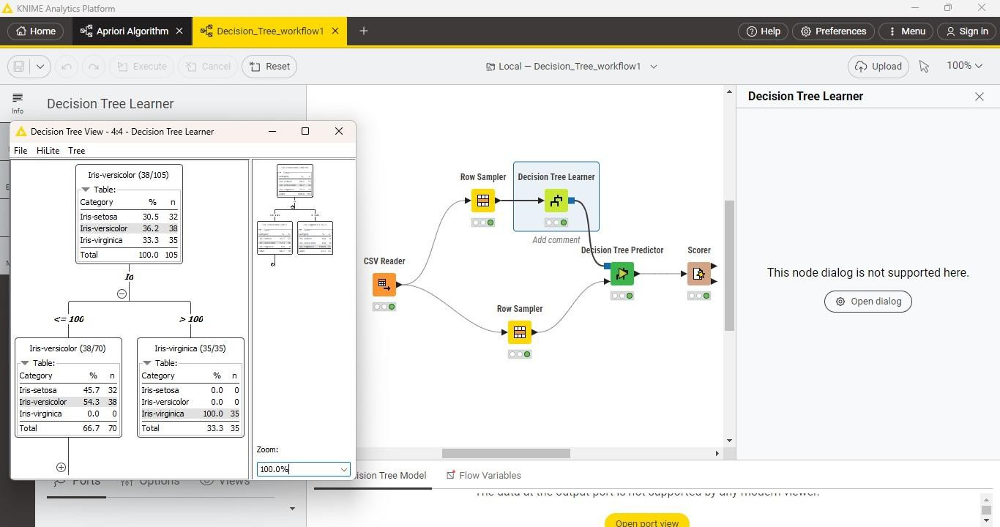 KNIME Analytics Platform
Home
Apriori Algorithm
Decision_Tree_workflow1
Help
Preferences
Menu
Sign in
Execute
Cancel
Reset
Local — Decision_Tree_workflow1
Upload
100%
Info
Decision Tree Learner
Decision Tree View - 4:4 - Decision Tree Learner
File HiLite Tree
Iris-versicolor (38/105)
Table:
Category % n
Iris-setosa 30.5 32
Iris-versicolor 36.2 38
Iris-virginica 33.3 35
Total 100.0 105
Id
<= 100
> 100
Iris-versicolor (38/70)
Table:
Category % n
Iris-setosa 45.7 32
Iris-versicolor 54.3 38
Iris-virginica 0.0 0
Total 66.7 70
Iris-virginica (35/35)
Table:
Category % n
Iris-setosa 0.0 0
Iris-versicolor 0.0 0
Iris-virginica 100.0 35
Total 33.3 35
Zoom:
100.0%
Ports
Options
Views
CSV Reader
Row Sampler
Decision Tree Learner
Add comment
Row Sampler
Decision Tree Predictor
Scorer
Decision Tree Learner
This node dialog is not supported here.
Open dialog
ision Tree Model
Flow Variables
The data at the output port is not supported by any modern viewer.
Open port view